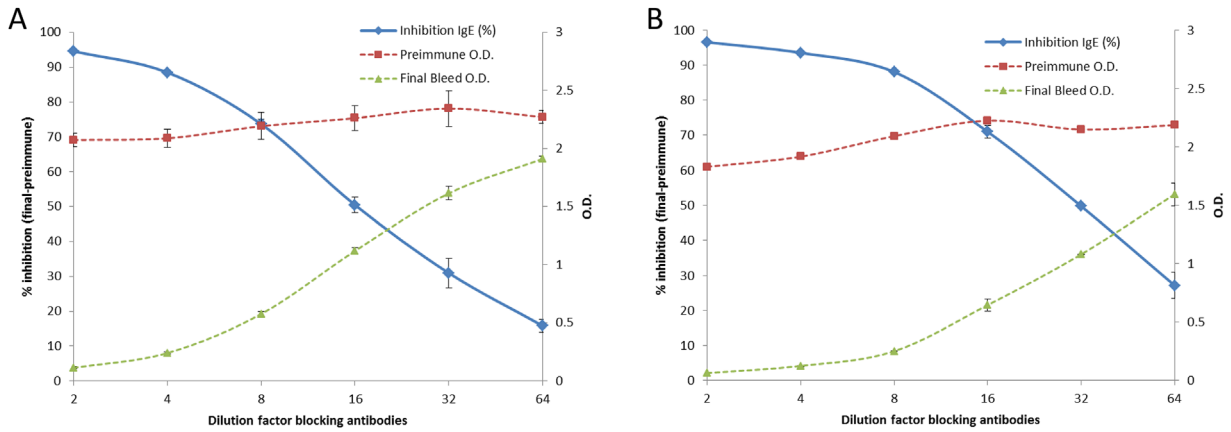 A
Inhibition IgE (%)
Preimmune O.D.
Final Bleed O.D.
% inhibition (final-preimmune)
100
90
80
70
60
50
40
30
20
10
0
3
2.5
2
1.5
1
0.5
0
O.D.
2 4 8 16 32 64
Dilution factor blocking antibodies
B
Inhibition IgE (%)
Preimmune O.D.
Final Bleed O.D.
% inhibition (final-preimmune)
100
90
80
70
60
50
40
30
20
10
0
3
2.5
2
1.5
1
0.5
0
O.D.
2 4 8 16 32 64
Dilution factor blocking antibodies